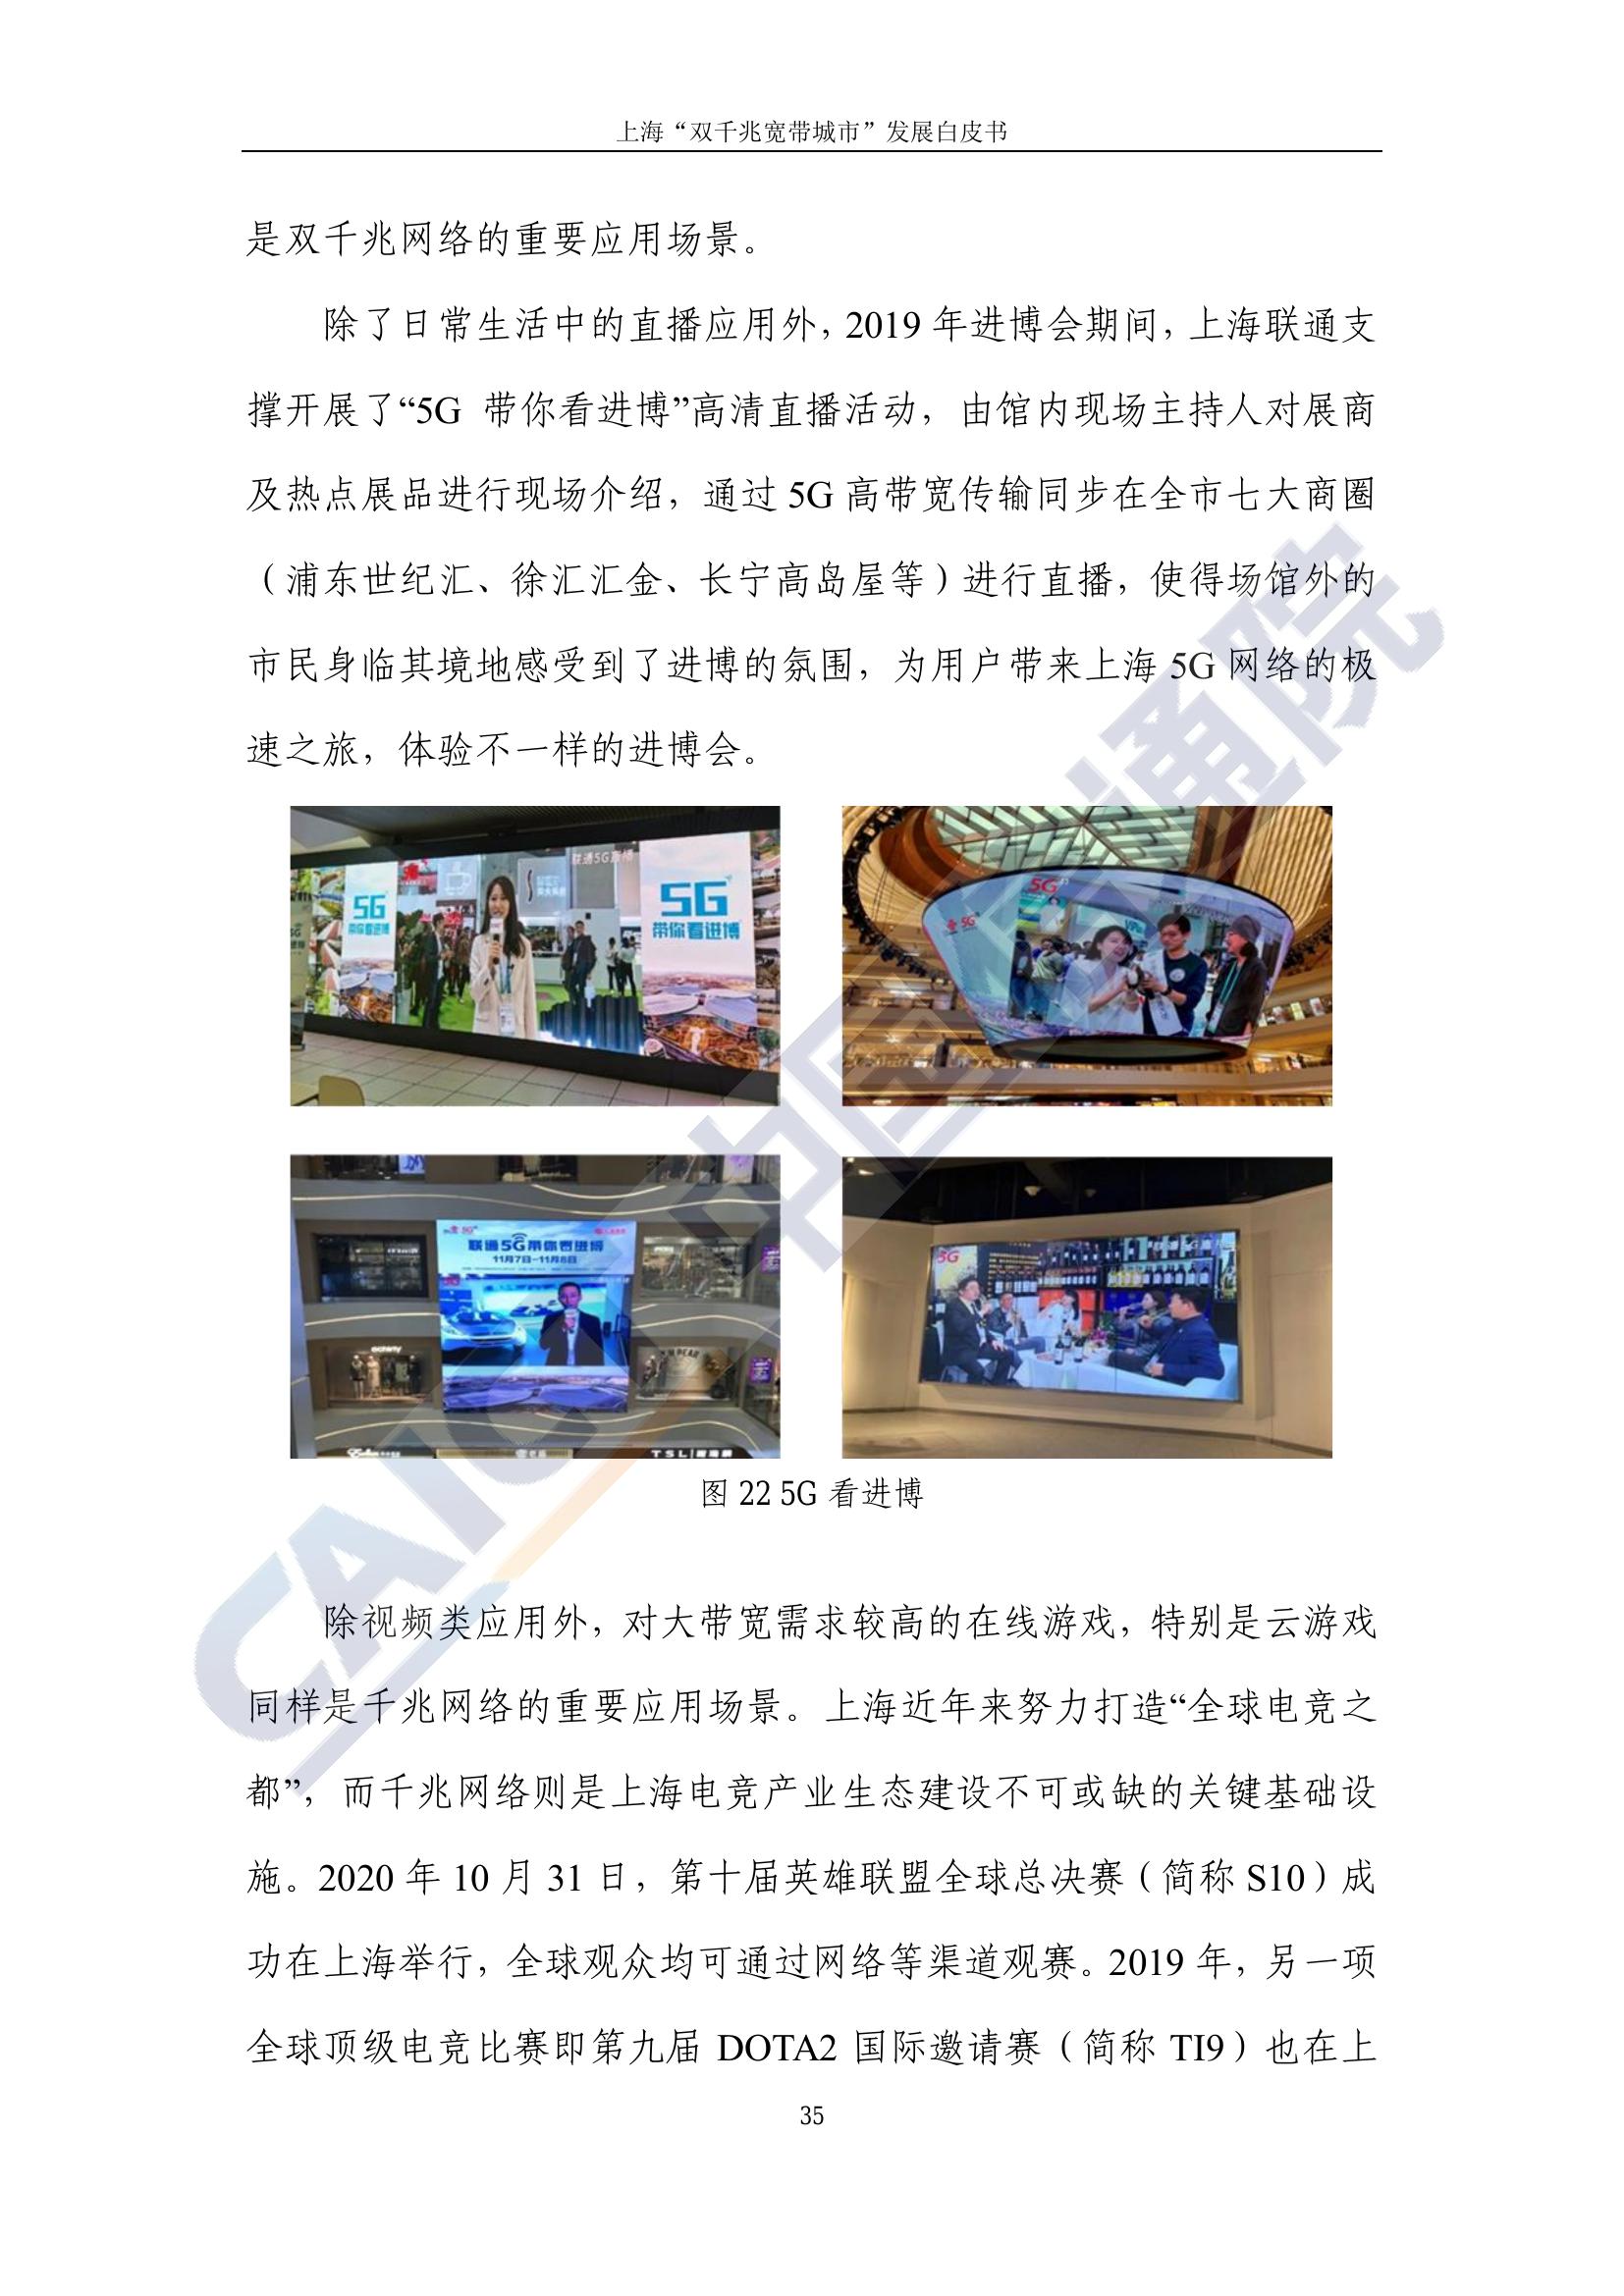 上海“双千兆宽带城市”发展白皮书
是双千兆网络的重要应用场景。
除了日常生活中的直播应用外，2019 年进博会期间，上海联通支
撑开展了“5G 带你看进博”高清直播活动，由馆内现场主持人对展商
及热点展品进行现场介绍，通过 5G 高带宽传输同步在全市七大商圈
（浦东世纪汇、徐汇汇金、长宁高岛屋等）进行直播，使得场馆外的
市民身临其境地感受到了进博的氛围，为用户带来上海 5G 网络的极
速之旅，体验不一样的进博会。
联通5G直播
5G
带你看进博
5G
带你看进博
5G
5G
5G
联通5G带你看进博
11月7日-11月8日
TSL
5G
图 22 5G 看进博
除视频类应用外，对大带宽需求较高的在线游戏，特别是云游戏
同样是千兆网络的重要应用场景。上海近年来努力打造“全球电竞之
都”，而千兆网络则是上海电竞产业生态建设不可或缺的关键基础设
施。2020 年 10 月 31 日，第十届英雄联盟全球总决赛（简称 S10）成
功在上海举行，全球观众均可通过网络等渠道观赛。2019 年，另一项
全球顶级电竞比赛即第九届 DOTA2 国际邀请赛（简称 TI9）也在上
35
CAICT 中国信通院